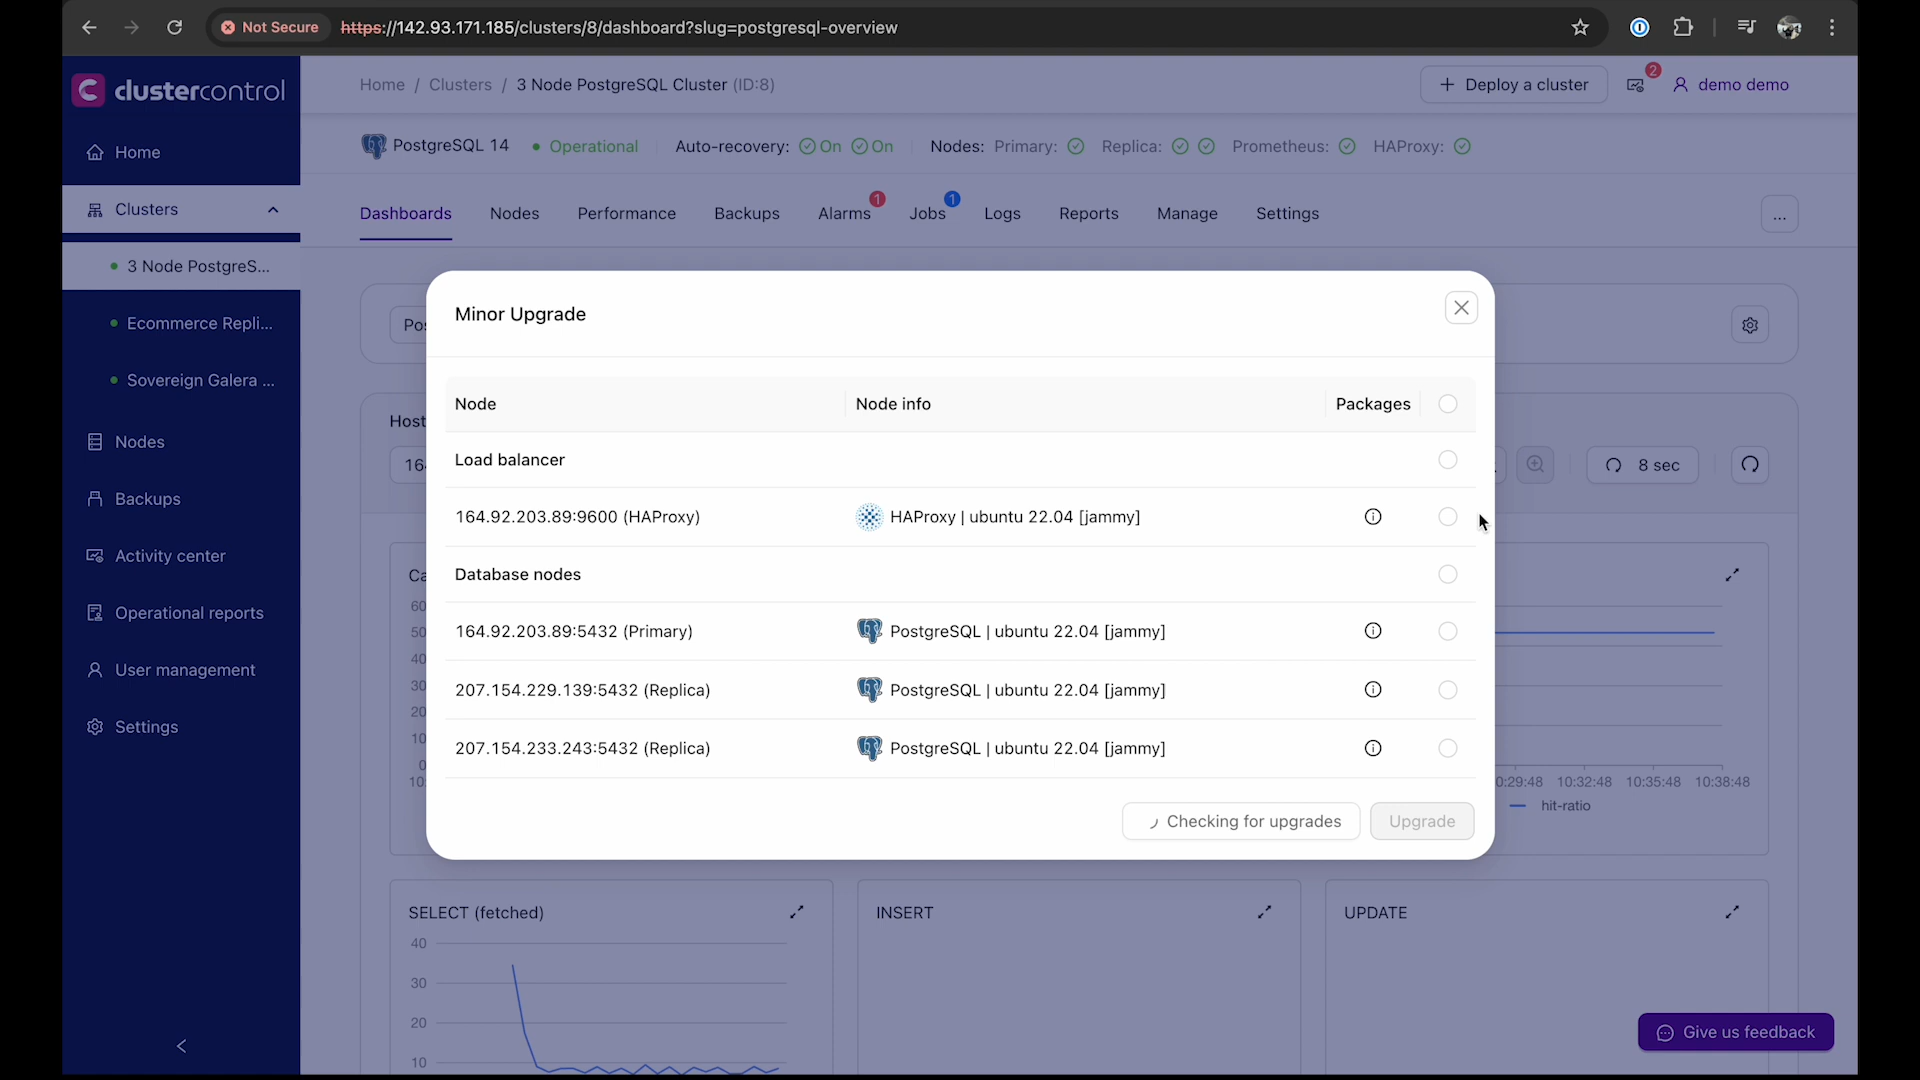 Not Secure
https://142.93.171.185/clusters/8/dashboard?slug=postgresql-overview
clustercontrol
Home / Clusters / 3 Node PostgreSQL Cluster (ID:8)
+ Deploy a cluster
2
demo demo
Home
Clusters
3 Node PostgreS...
Ecommerce Repli...
Sovereign Galera ...
Nodes
Backups
Activity center
Operational reports
User management
Settings
PostgreSQL 14
Operational
Auto-recovery: On On
Nodes: Primary: Replica: Prometheus: HAProxy:
Dashboards
Nodes
Performance
Backups
Alarms 1
Jobs 1
Logs
Reports
Manage
Settings
...
Minor Upgrade
Node
Node info
Packages
Load balancer
164.92.203.89:9600 (HAProxy)
HAProxy | ubuntu 22.04 [jammy]
Database nodes
164.92.203.89:5432 (Primary)
PostgreSQL | ubuntu 22.04 [jammy]
207.154.229.139:5432 (Replica)
PostgreSQL | ubuntu 22.04 [jammy]
207.154.233.243:5432 (Replica)
PostgreSQL | ubuntu 22.04 [jammy]
Checking for upgrades
Upgrade
Host
8 sec
60
50
40
30
20
10
0
10:32:48
10:35:48
10:38:48
hit-ratio
SELECT (fetched)
40
30
20
10
INSERT
UPDATE
Give us feedback